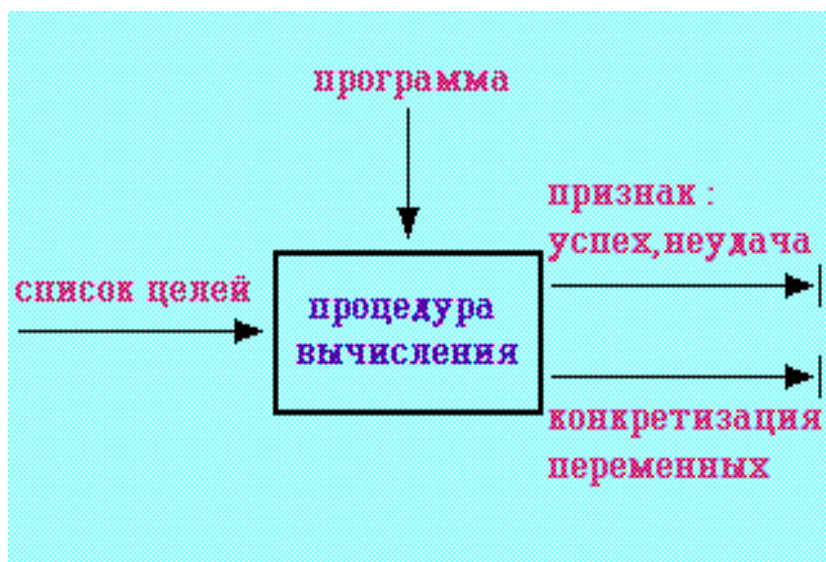 программа
признак :
успех,неудача
список целей
процедура
вычисления
конкретизация
переменных